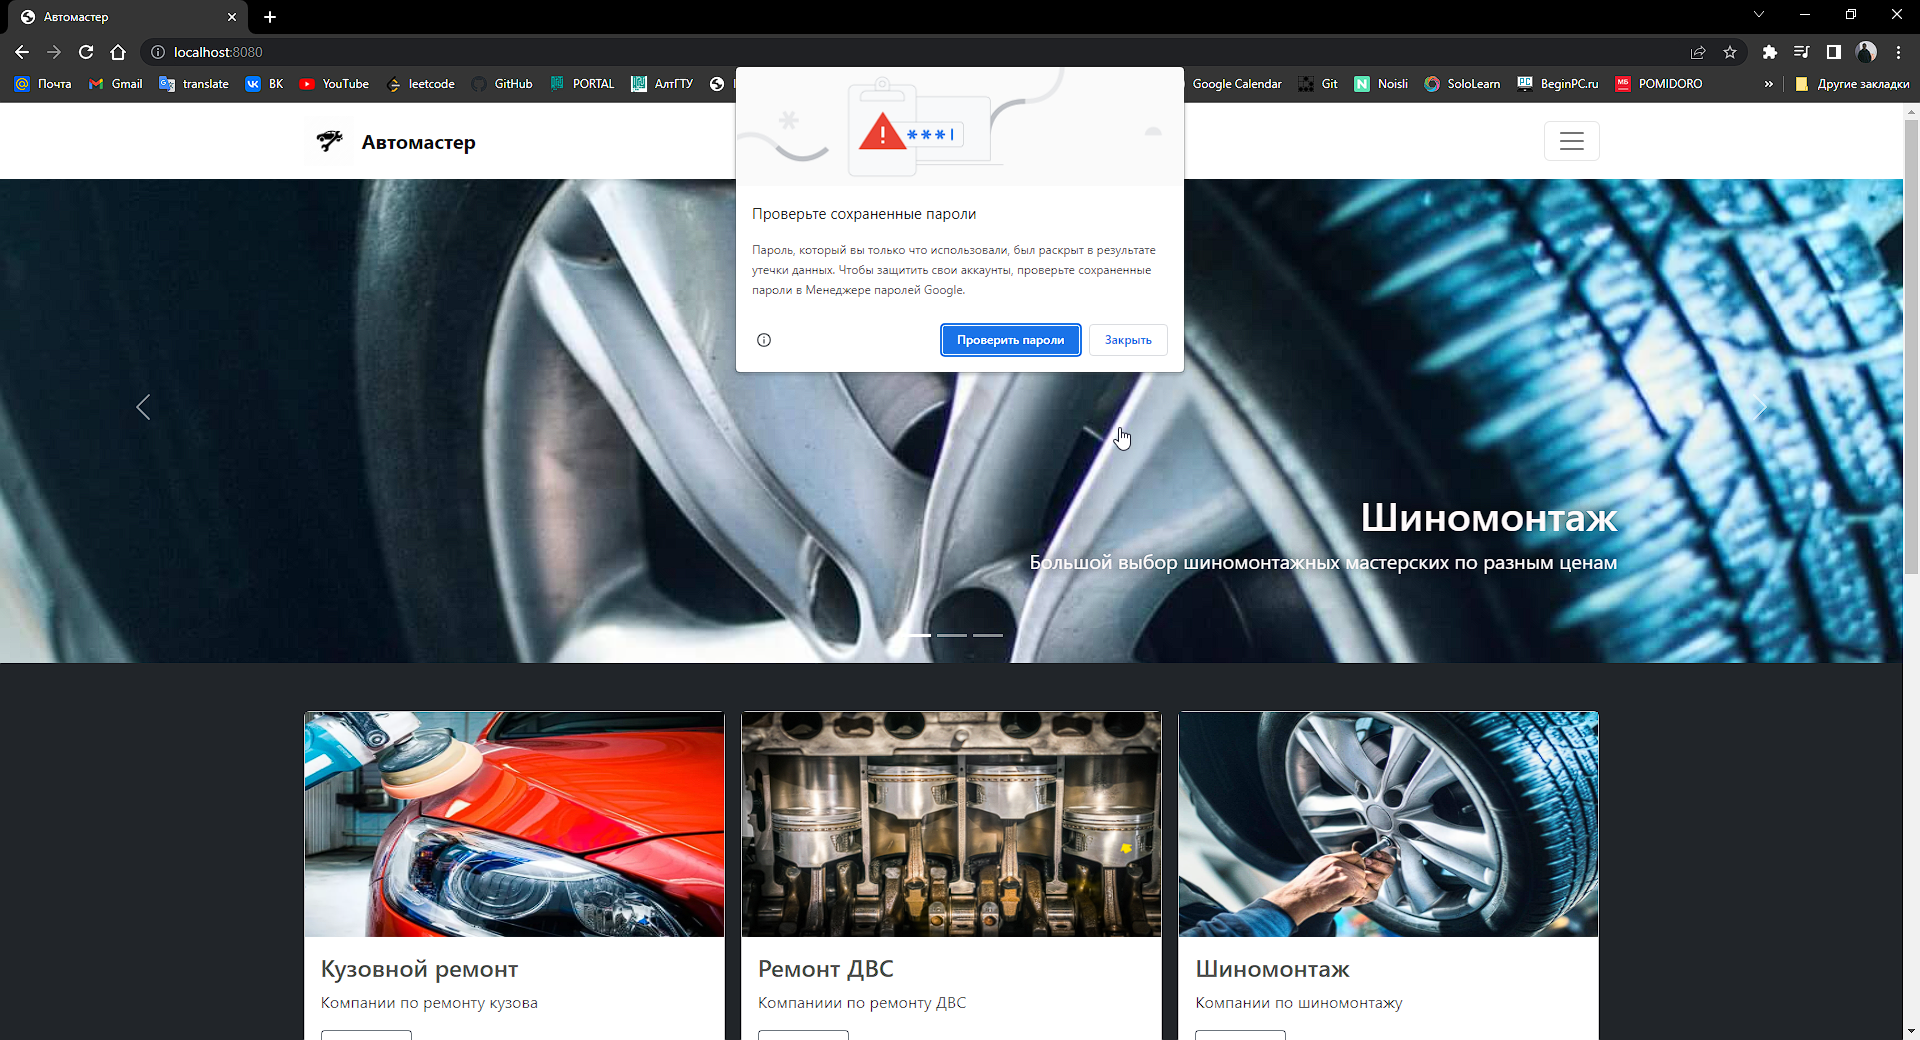 Автомастер
localhost:8080
Почта
Gmail
translate
ВК
YouTube
leetcode
GitHub
PORTAL
АлтГТУ
Google Calendar
Git
Noisli
SoloLearn
BeginPC.ru
POMIDORO
»
Другие закладки
Автомастер
***
Проверьте сохраненные пароли
Пароль, который вы только что использовали, был раскрыт в результате
утечки данных. Чтобы защитить свои аккаунты, проверьте сохраненные
пароли в Менеджере паролей Google.
Проверить пароли
Закрыть
Шиномонтаж
Большой выбор шиномонтажных мастерских по разным ценам
Кузовной ремонт
Компании по ремонту кузова
Ремонт ДВС
Компаниии по ремонту ДВС
Шиномонтаж
Компании по шиномонтажу